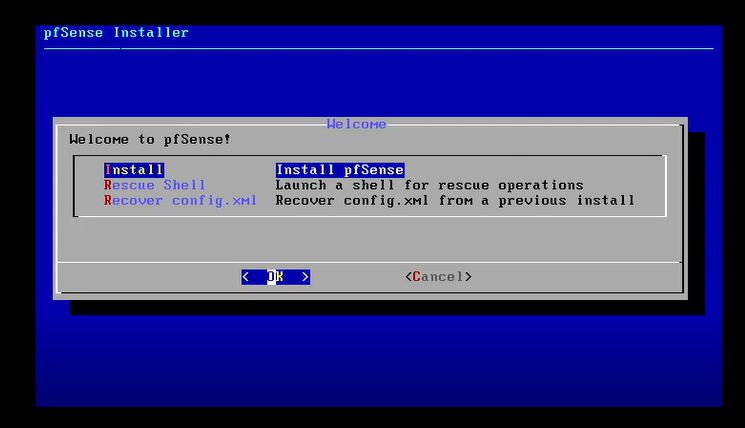 pfSense Installer
Welcome
Welcome to pfSense!
Install Install pfSense
Rescue Shell Launch a shell for rescue operations
Recover config.xml Recover config.xml from a previous install
< OK > <Cancel>